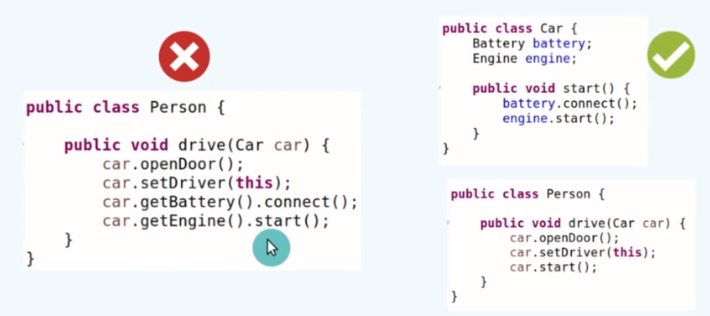 public class Person {
public void drive(Car car) {
car.openDoor();
car.setDriver(this);
car.getBattery().connect();
car.getEngine().start();
}
}
public class Car {
Battery battery;
Engine engine;
public void start() {
battery.connect();
engine.start();
}
}
public class Person {
public void drive(Car car) {
car.openDoor();
car.setDriver(this);
car.start();
}
}